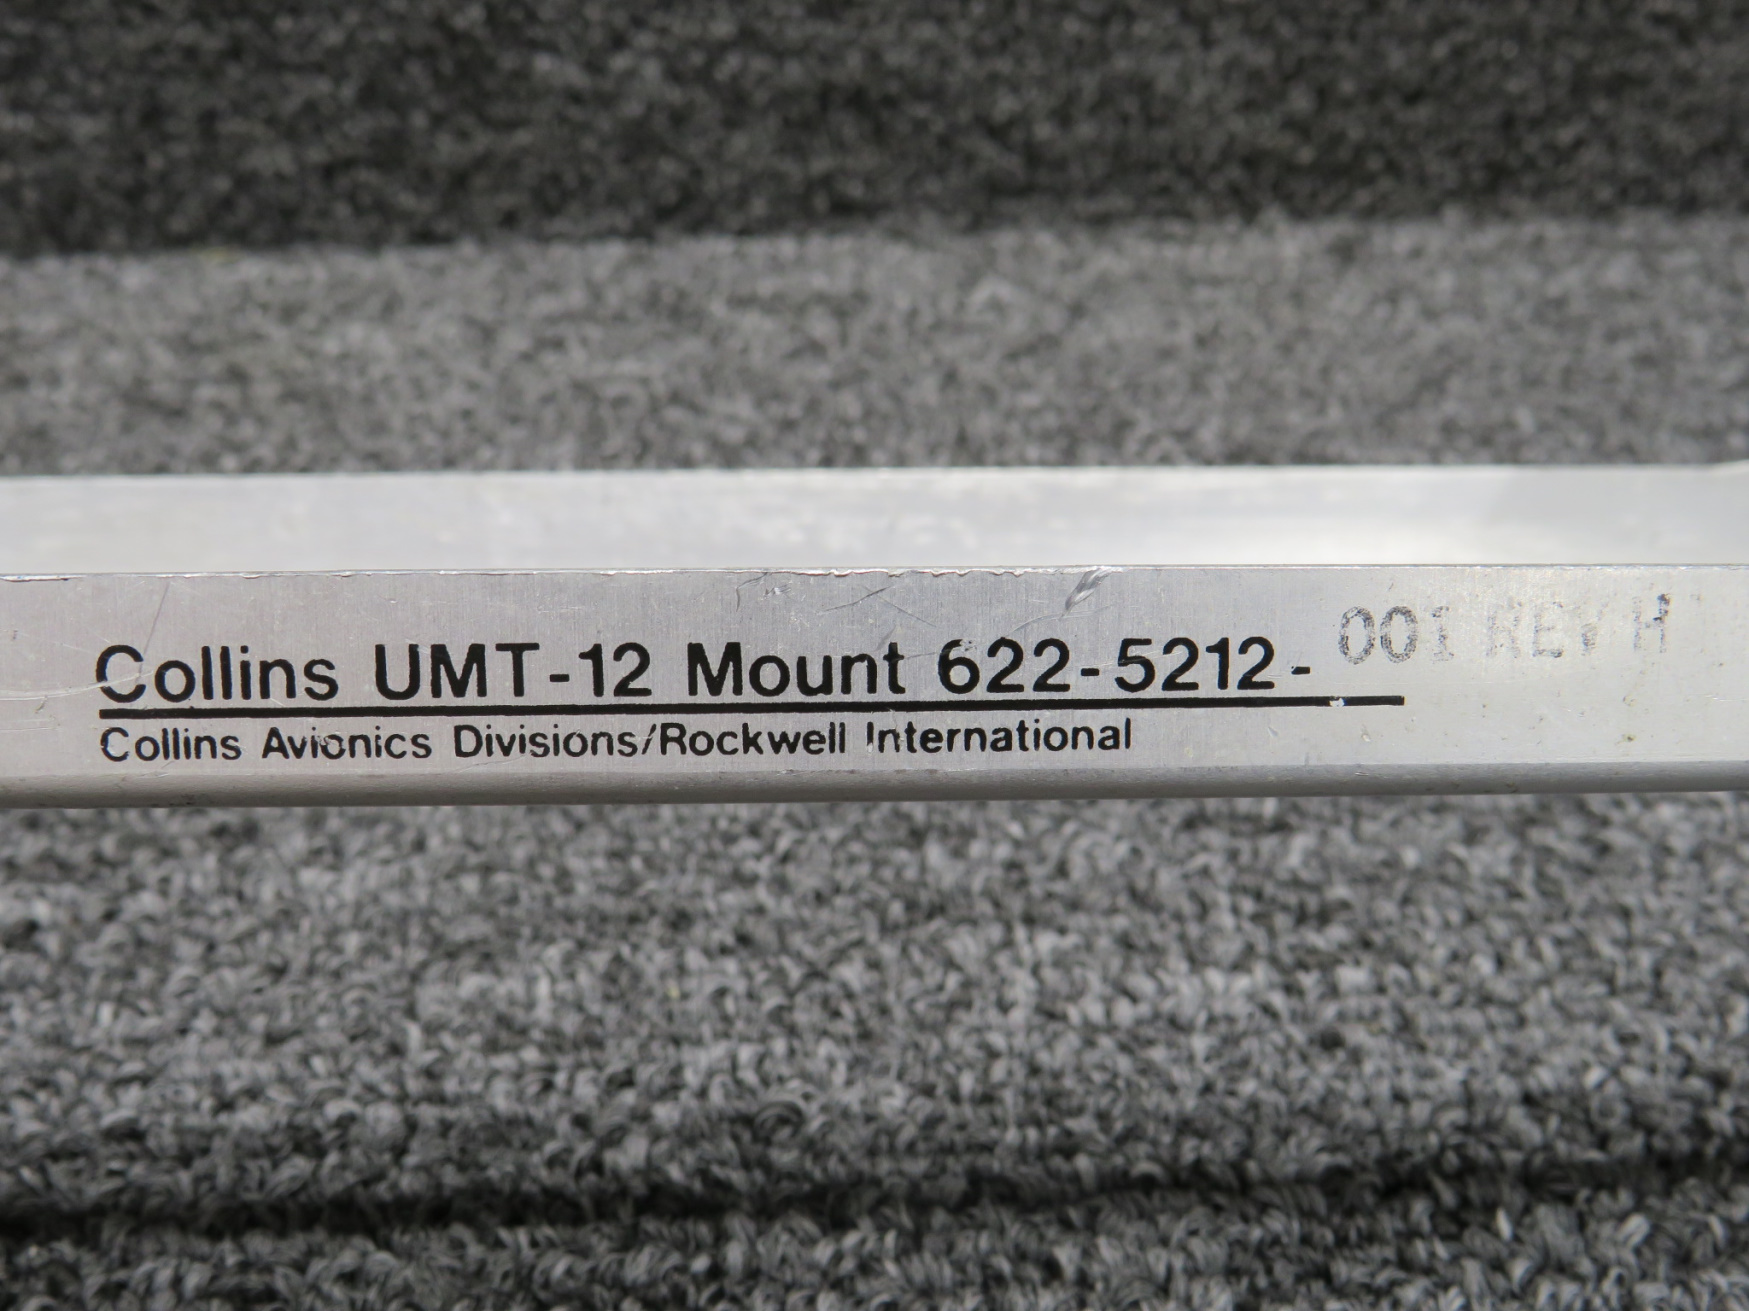 Collins UMT-12 Mount 622-5212- 001 REV H
Collins Avionics Divisions/Rockwell International